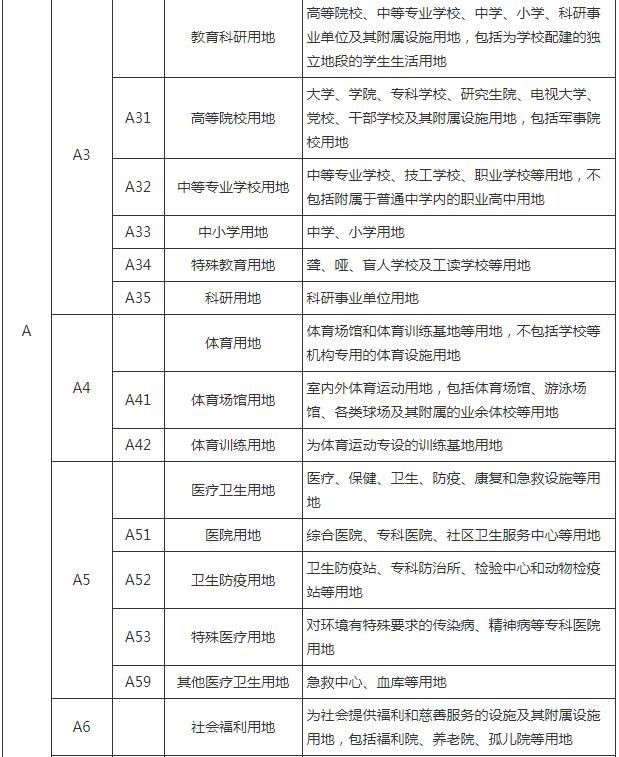 高等院校、中等专业学校、中学、小学、科研事
教育科研用地
业单位及其附属设施用地，包括为学校配建的独
立地段的学生生活用地
A3
A31
高等院校用地
大学、学院、专科学校、研究生院、电视大学、
党校、干部学校及其附属设施用地，包括军事院
校用地
A32
中等专业学校用地
中等专业学校、技工学校、职业学校等用地，不
包括附属于普通中学内的职业高中用地
A33
中小学用地
中学、小学用地
A34
特殊教育用地
聋、哑、盲人学校及工读学校等用地
A35
科研用地
科研事业单位用地
A
A4
体育用地
体育场馆和体育训练基地等用地，不包括学校等
机构专用的体育设施用地
A41
体育场馆用地
室内外体育运动用地，包括体育场馆、游泳场
馆、各类球场及其附属的业余体校等用地
A42
体育训练用地
为体育运动专设的训练基地用地
A5
医疗卫生用地
医疗、保健、卫生、防疫、康复和急救设施等用
地
A51
医院用地
综合医院、专科医院、社区卫生服务中心等用地
A52
卫生防疫用地
卫生防疫站、专科防治所、检验中心和动物检疫
站等用地
A53
特殊医疗用地
对环境有特殊要求的传染病、精神病等专科医院
用地
A59
其他医疗卫生用地
急救中心、血库等用地
A6
社会福利用地
为社会提供福利和慈善服务的设施及其附属设施
用地，包括福利院、养老院、孤儿院等用地